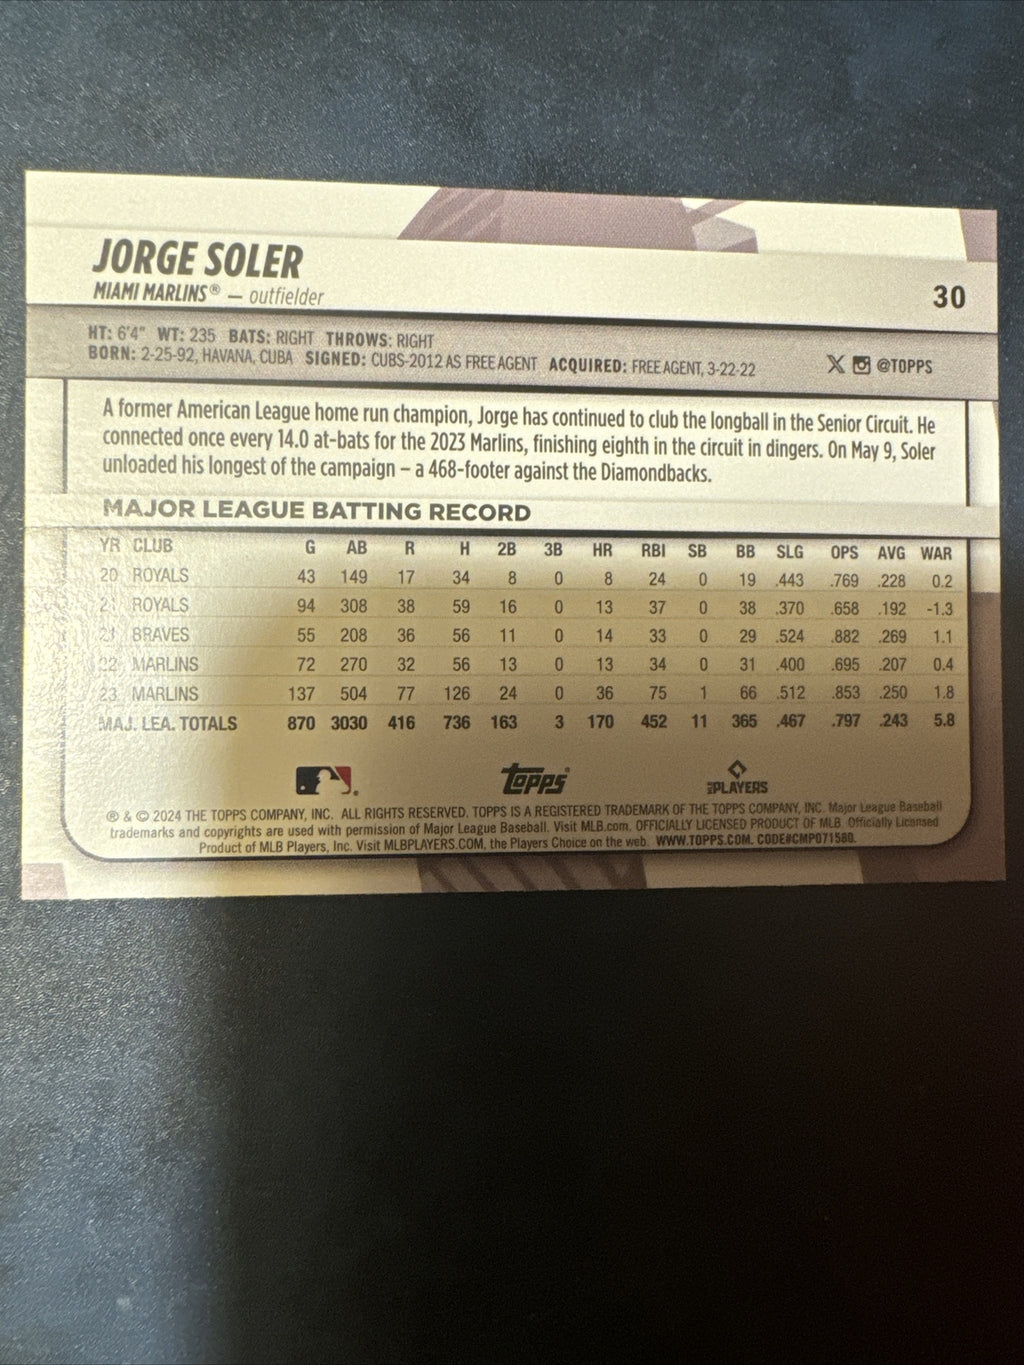 JORGE SOLER
MIAMI MARLINS® — outfielder
30
HT: 6'4" WT: 235 BATS: RIGHT THROWS: RIGHT
BORN: 2-25-92, HAVANA, CUBA SIGNED: CUBS-2012 AS FREE AGENT ACQUIRED: FREE AGENT, 3-22-22
@TOPPS
A former American League home run champion, Jorge has continued to club the longball in the Senior Circuit. He
connected once every 14.0 at-bats for the 2023 Marlins, finishing eighth in the circuit in dingers. On May 9, Soler
unloaded his longest of the campaign – a 468-footer against the Diamondbacks.
MAJOR LEAGUE BATTING RECORD
YR CLUB G AB R H 2B 3B HR RBI SB BB SLG OPS AVG WAR
20 ROYALS 43 149 17 34 8 0 8 24 0 19 .443 .769 .228 0.2
21 ROYALS 94 308 38 59 16 0 13 37 0 38 .370 .658 .192 -1.3
21 BRAVES 55 208 36 56 11 0 14 33 0 29 .524 .882 .269 1.1
22 MARLINS 72 270 32 56 13 0 13 34 0 31 .400 .695 .207 0.4
23 MARLINS 137 504 77 126 24 0 36 75 1 66 .512 .853 .250 1.8
MAJ. LEA. TOTALS 870 3030 416 736 163 3 170 452 11 365 .467 .797 .243 5.8
Topps®
PLAYERS
® & © 2024 THE TOPPS COMPANY, INC. ALL RIGHTS RESERVED. TOPPS IS A REGISTERED TRADEMARK OF THE TOPPS COMPANY, INC. Major League Baseball
trademarks and copyrights are used with permission of Major League Baseball. Visit MLB.com. OFFICIALLY LICENSED PRODUCT OF MLB. Officially Licensed
Product of MLB Players, Inc. Visit MLBPLAYERS.COM, the Players Choice on the web. WWW.TOPPS.COM. CODE#CMP071580.